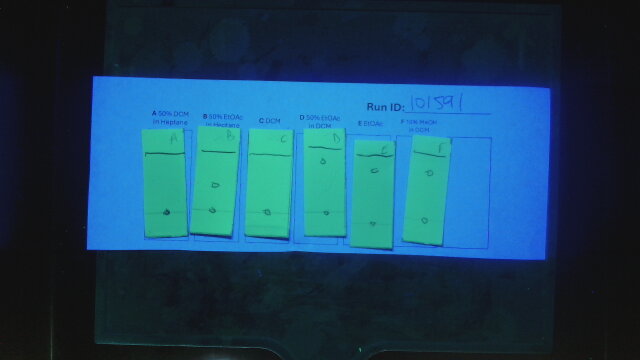 Run ID: 101591
A 50% DCM
in Heptane
B 50% EtOAc
in Heptane
C DCM
D 50% EtOAc
in DCM
E EtOAc
F 10% MeOH
in DCM
A
B
C
D
E
F